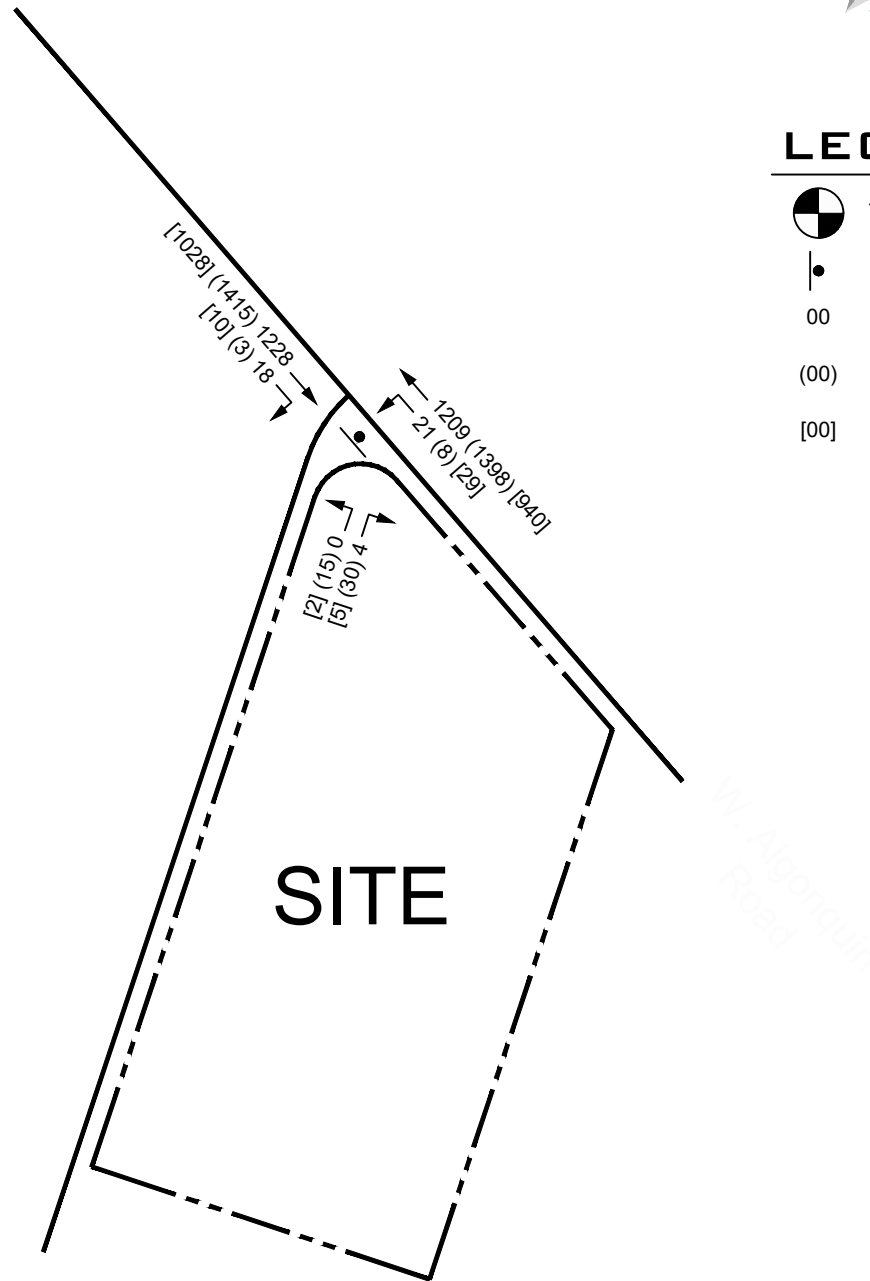 LEG
00
(00)
[00]
[1028] (1415) 1228
[10] (3) 18
1209 (1398) [940]
21 (8) [29]
[2] (15) 0
[5] (30) 4
SITE
W. Algonquin
Road